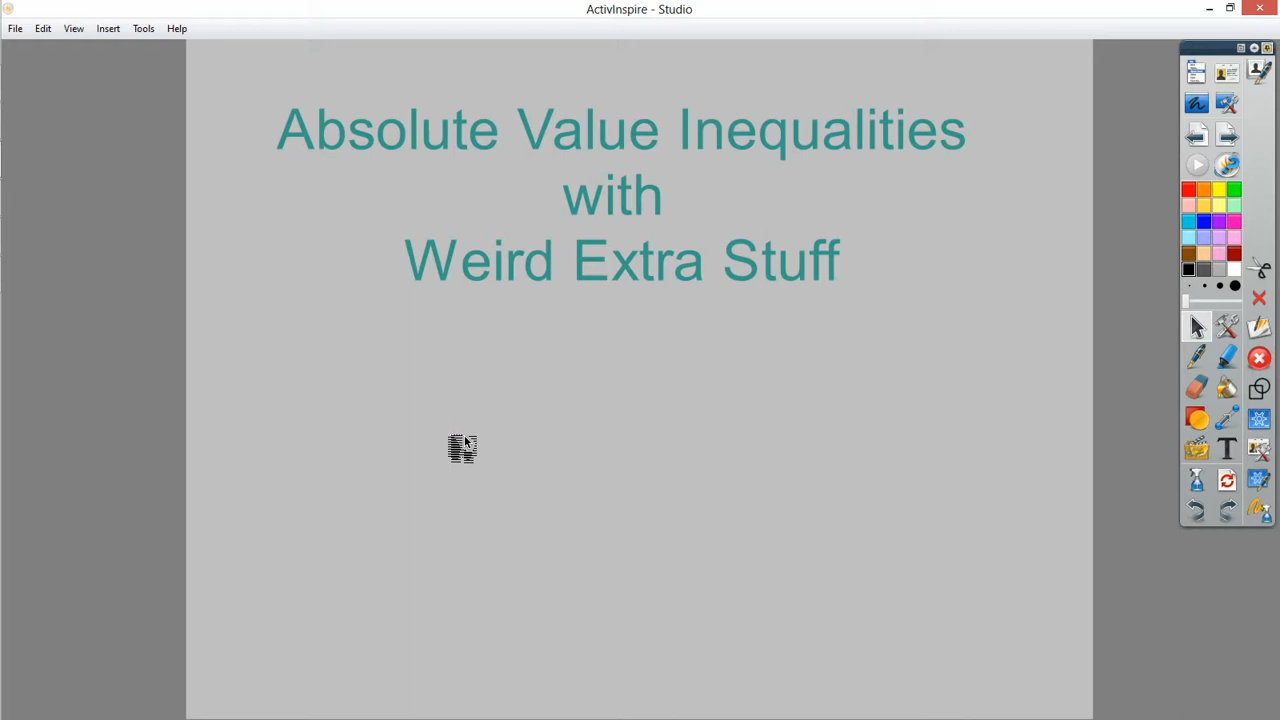 ActivInspire - Studio
File Edit View Insert Tools Help
Absolute Value Inequalities
with
Weird Extra Stuff
T